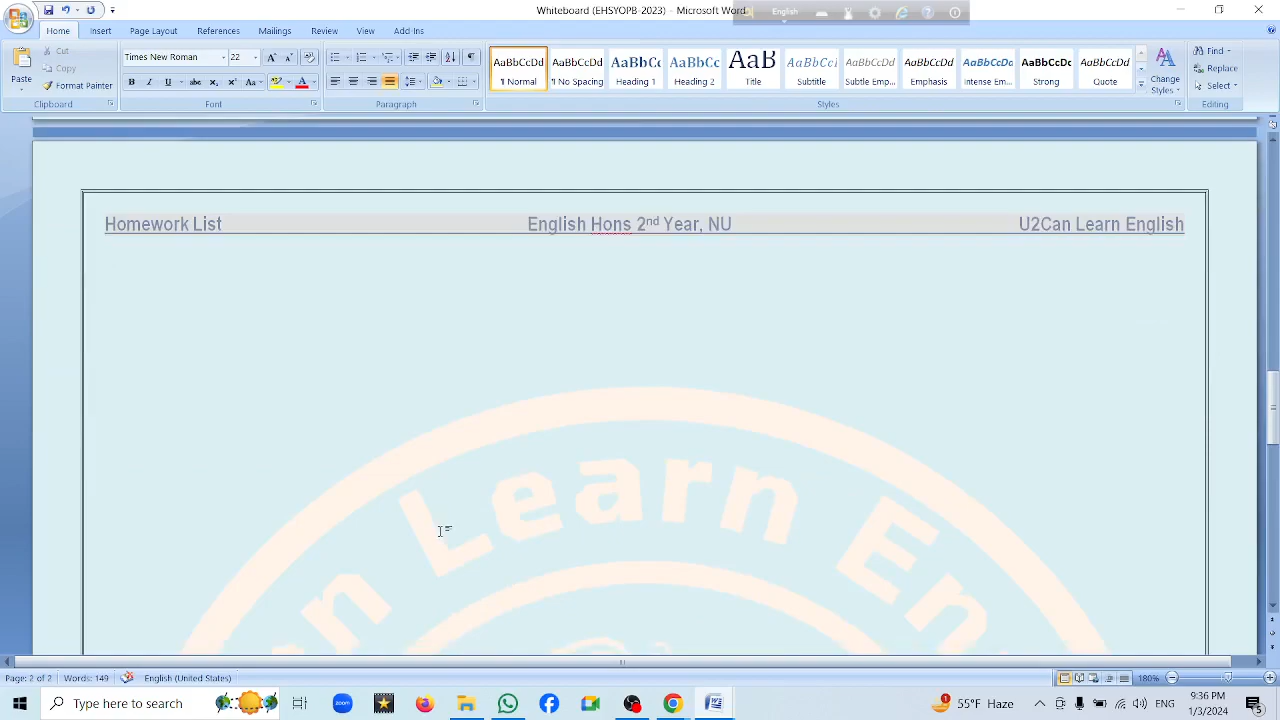 Whiteboard (EHSYOPB-2023) - Microsoft Word
English
Home Insert Page Layout References Mailings Review View Add-Ins
Cut
Copy
Format Painter
Paste
Clipboard
Times New Roman 22
Font
Paragraph
AaBbCcDd AaBbCcDd AaBbCc AaBbCc AaB AaBbCcI AaBbCcDd AaBbCcDd AaBbCcDc AaBbCcDc AaBbCcDd
¶ Normal ¶ No Spacing Heading 1 Heading 2 Title Subtitle Subtle Emp... Emphasis Intense Em... Strong Quote
Change Styles
Styles
Find
Replace
Select
Editing
Homework List English Hons 2nd Year, NU U2Can Learn English
n Learn En
Page: 2 of 2 Words: 149 English (United States) 180%
Type here to search
zoom
55°F Haze
ENG
9:36 PM
1/3/2024
5
1